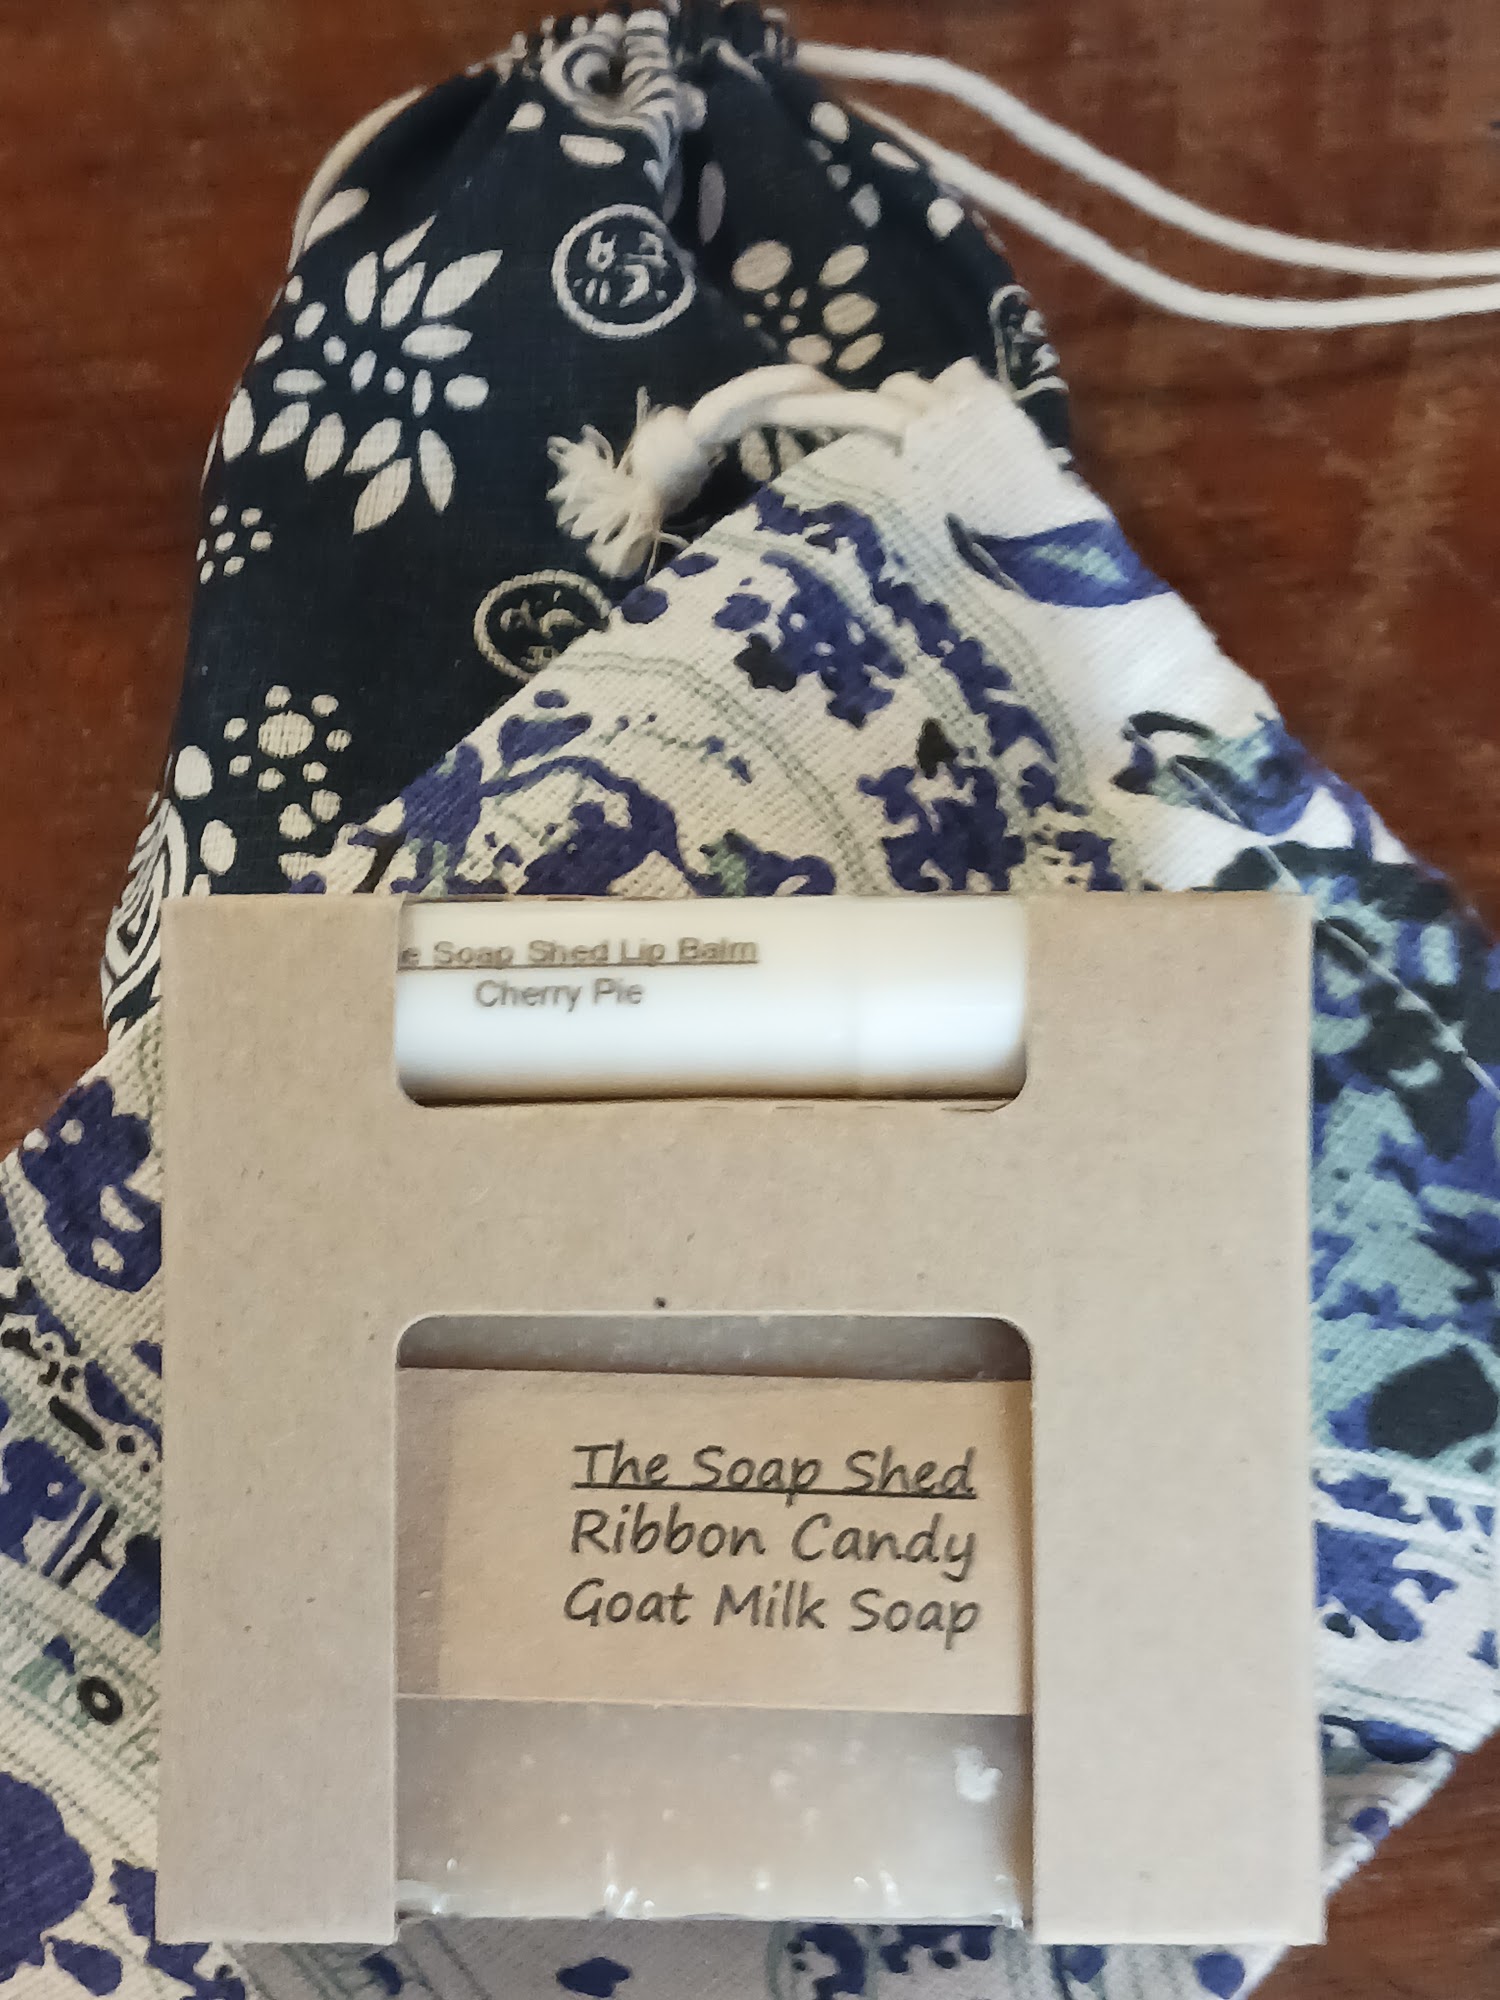 Soap Shed Lip Balm
Cherry Pie
The Soap Shed
Ribbon Candy
Goat Milk Soap